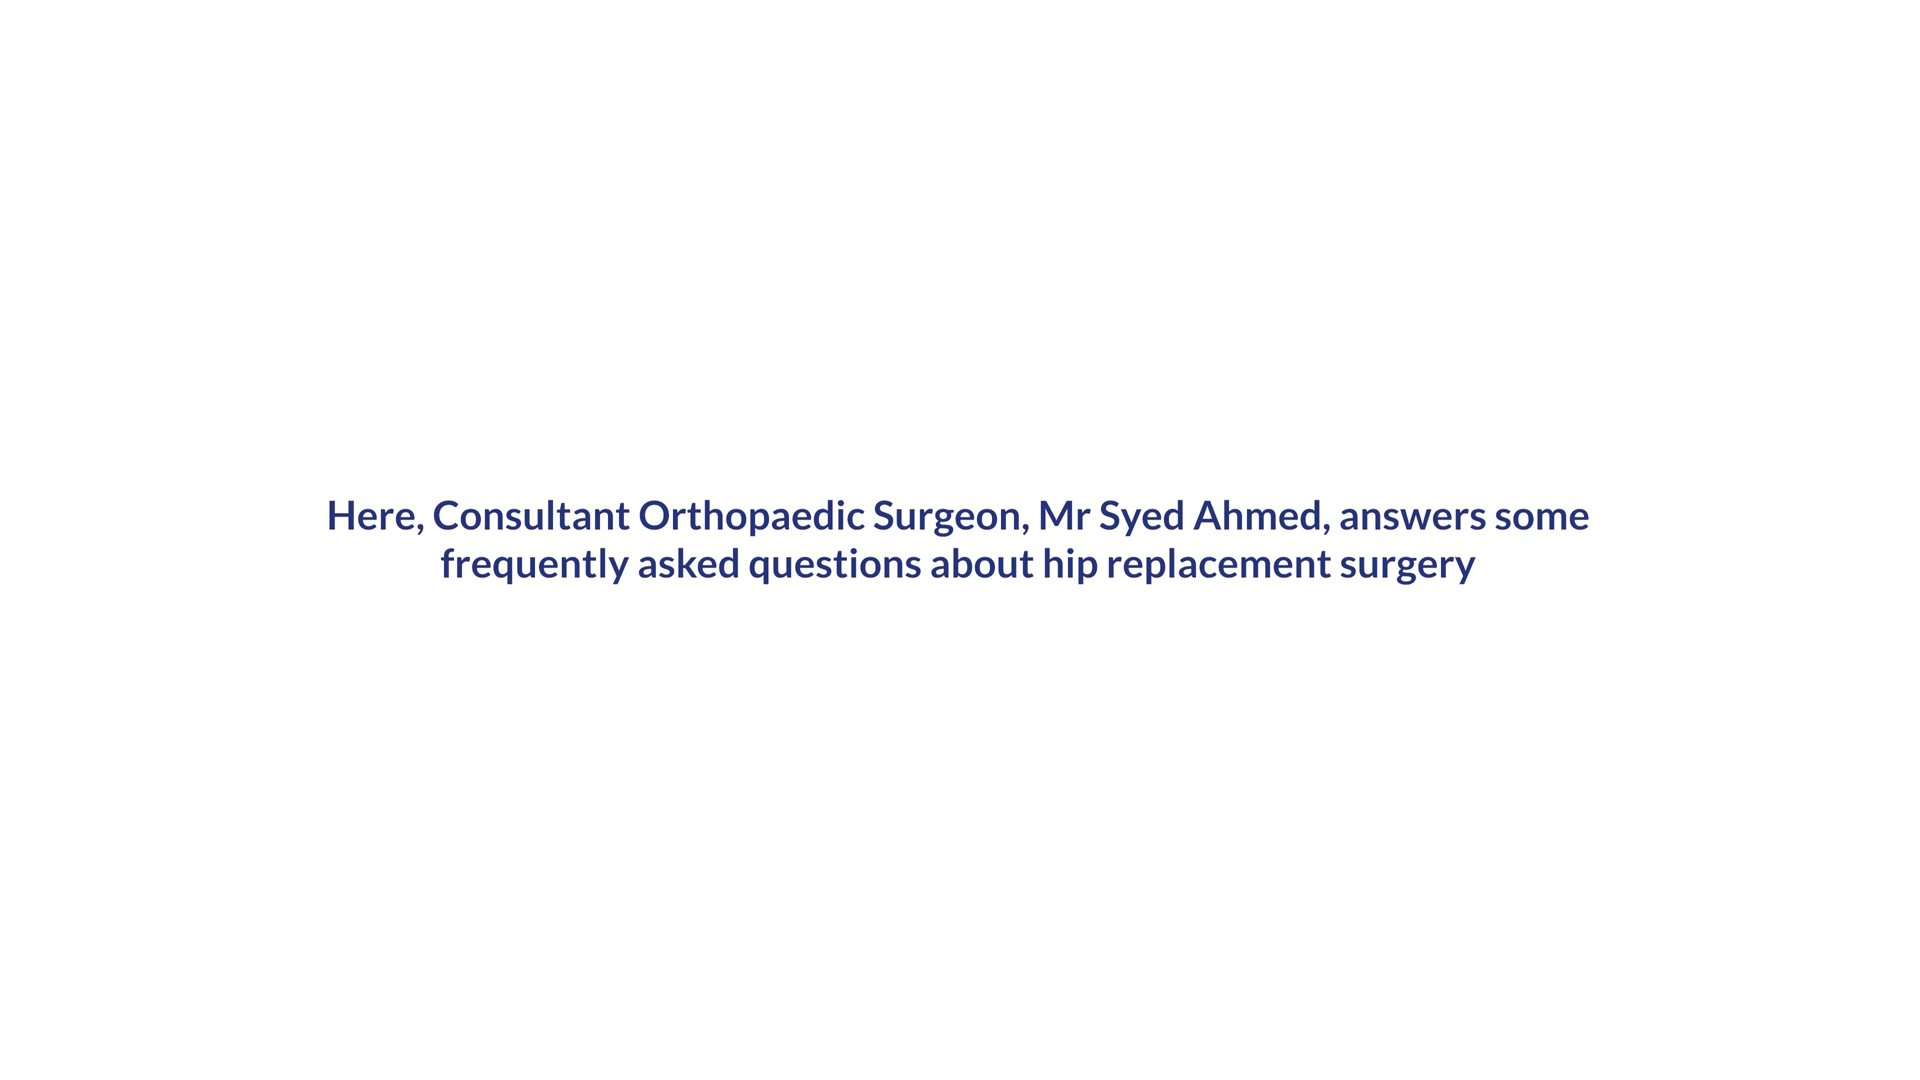 Here, Consultant Orthopaedic Surgeon, Mr Syed Ahmed, answers some
frequently asked questions about hip replacement surgery